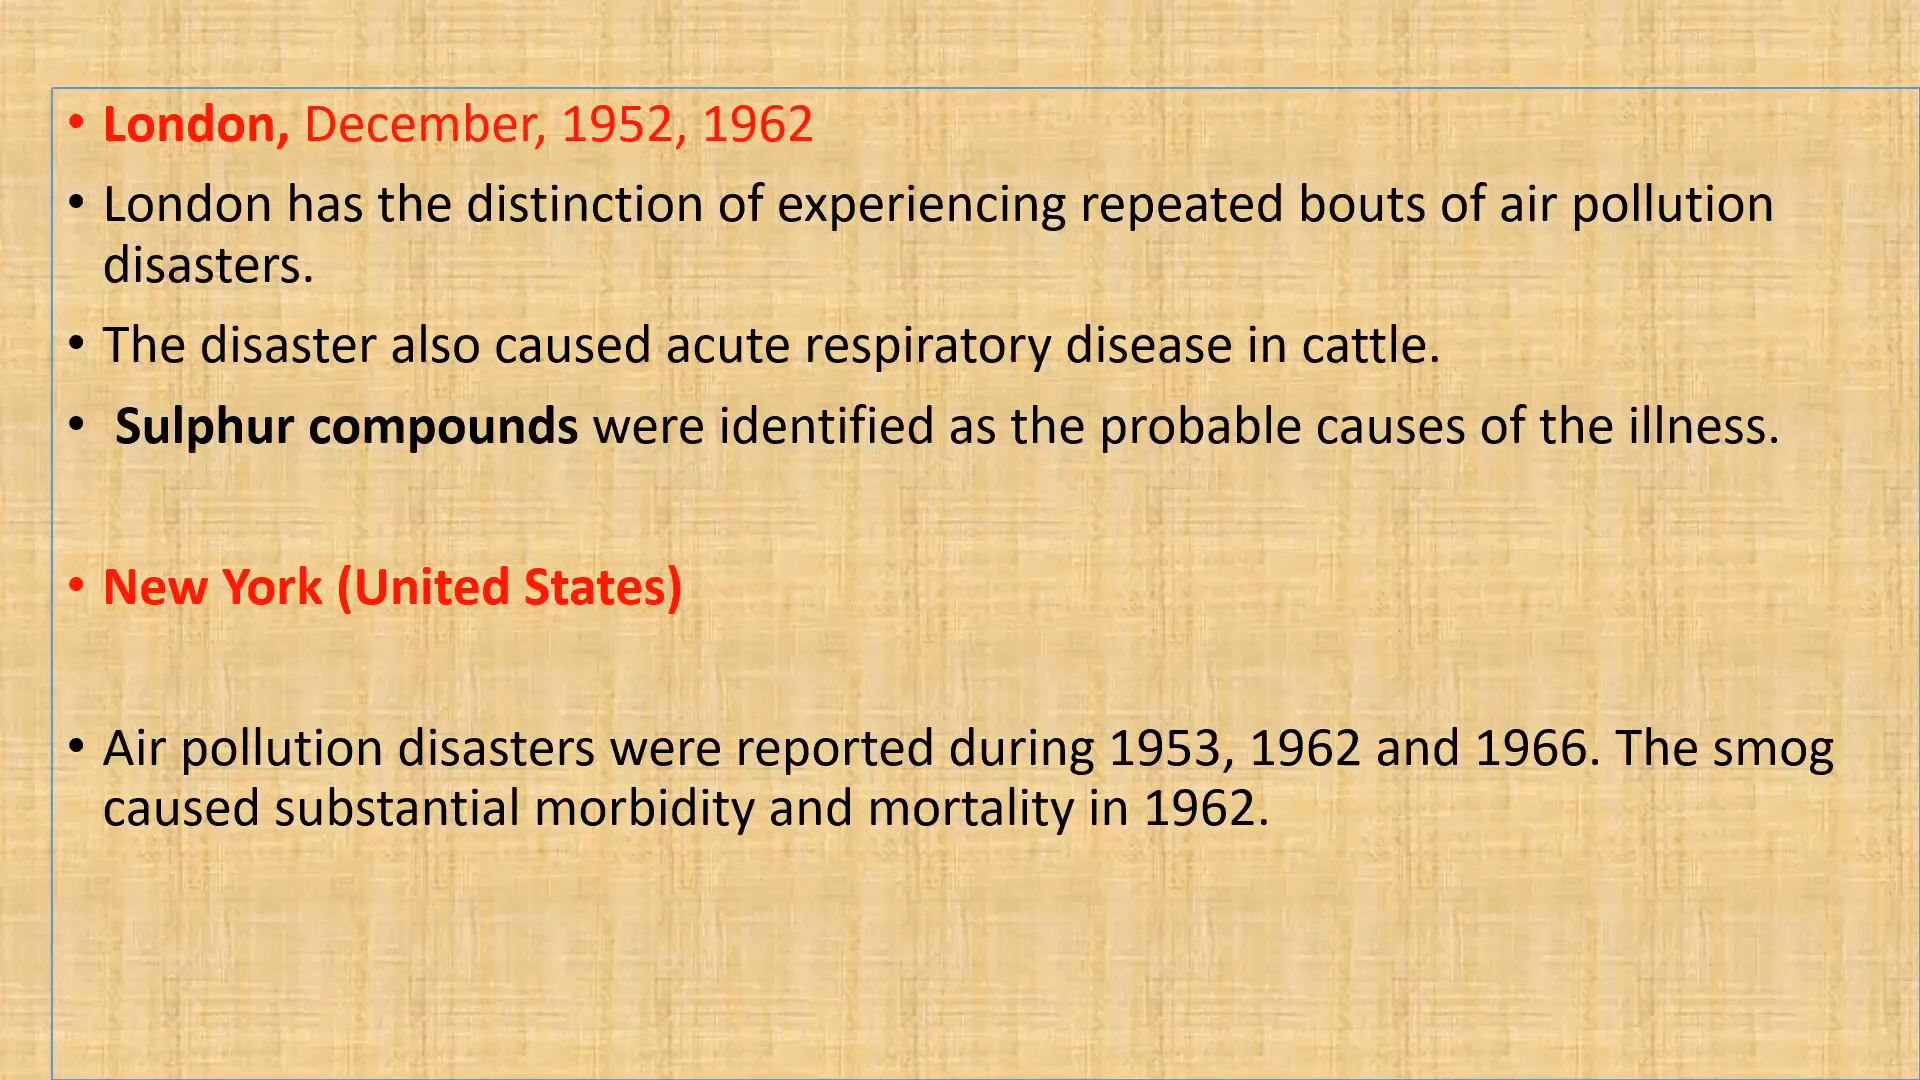 • London, December, 1952, 1962
• London has the distinction of experiencing repeated bouts of air pollution
disasters.
• The disaster also caused acute respiratory disease in cattle.
• Sulphur compounds were identified as the probable causes of the illness.
• New York (United States)
• Air pollution disasters were reported during 1953, 1962 and 1966. The smog
caused substantial morbidity and mortality in 1962.